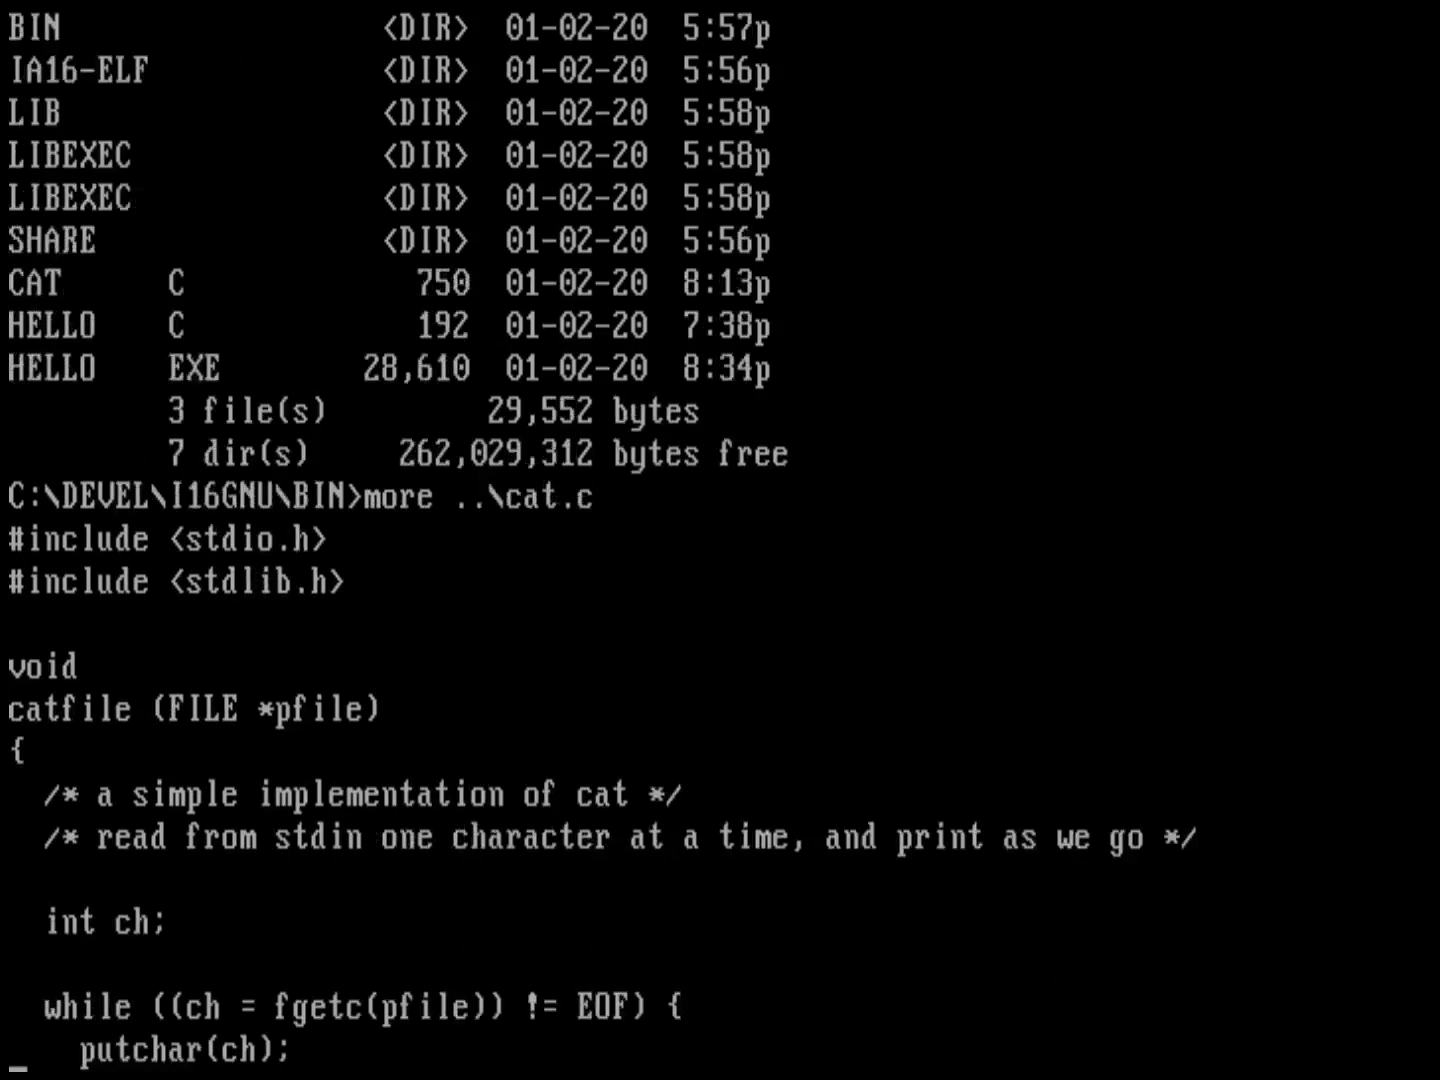 BIN <DIR> 01-02-20 5:57p
IA16-ELF <DIR> 01-02-20 5:56p
LIB <DIR> 01-02-20 5:58p
LIBEXEC <DIR> 01-02-20 5:58p
LIBEXEC <DIR> 01-02-20 5:58p
SHARE <DIR> 01-02-20 5:56p
CAT C 750 01-02-20 8:13p
HELLO C 192 01-02-20 7:38p
HELLO EXE 28,610 01-02-20 8:34p
3 file(s) 29,552 bytes
7 dir(s) 262,029,312 bytes free
C:\DEVEL\I16GNU\BIN>more ..\cat.c
#include <stdio.h>
#include <stdlib.h>

void
catfile (FILE *pfile)
{
  /* a simple implementation of cat */
  /* read from stdin one character at a time, and print as we go */

  int ch;

  while ((ch = fgetc(pfile)) != EOF) {
    putchar(ch);